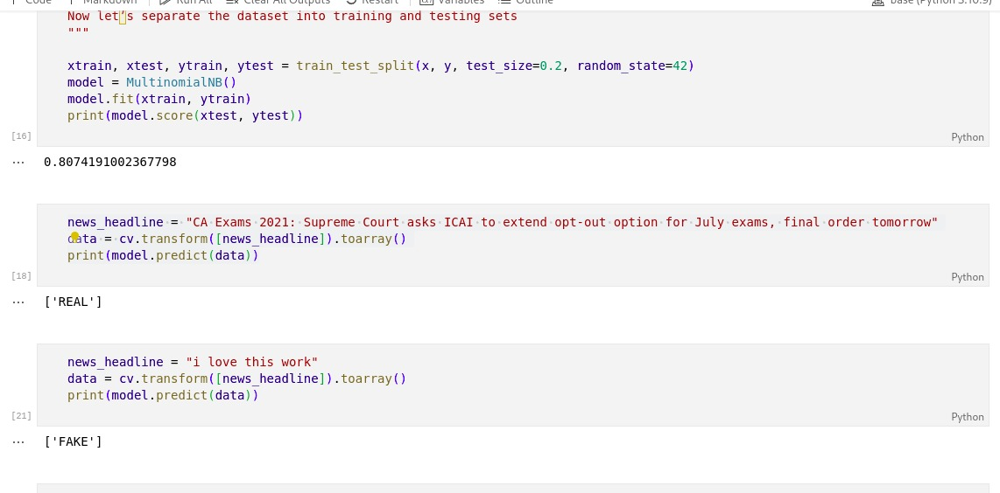 Code Markdown Run All Clear All Outputs Restart Variables Outline base (Python 3.10.9)
Now let's separate the dataset into training and testing sets
"""
xtrain, xtest, ytrain, ytest = train_test_split(x, y, test_size=0.2, random_state=42)
model = MultinomialNB()
model.fit(xtrain, ytrain)
print(model.score(xtest, ytest))
[16]
Python
... 0.8074191002367798
news_headline = "CA Exams 2021: Supreme Court asks ICAI to extend opt-out option for July exams, final order tomorrow"
data = cv.transform([news_headline]).toarray()
print(model.predict(data))
[18]
Python
... ['REAL']
news_headline = "i love this work"
data = cv.transform([news_headline]).toarray()
print(model.predict(data))
[21]
Python
... ['FAKE']